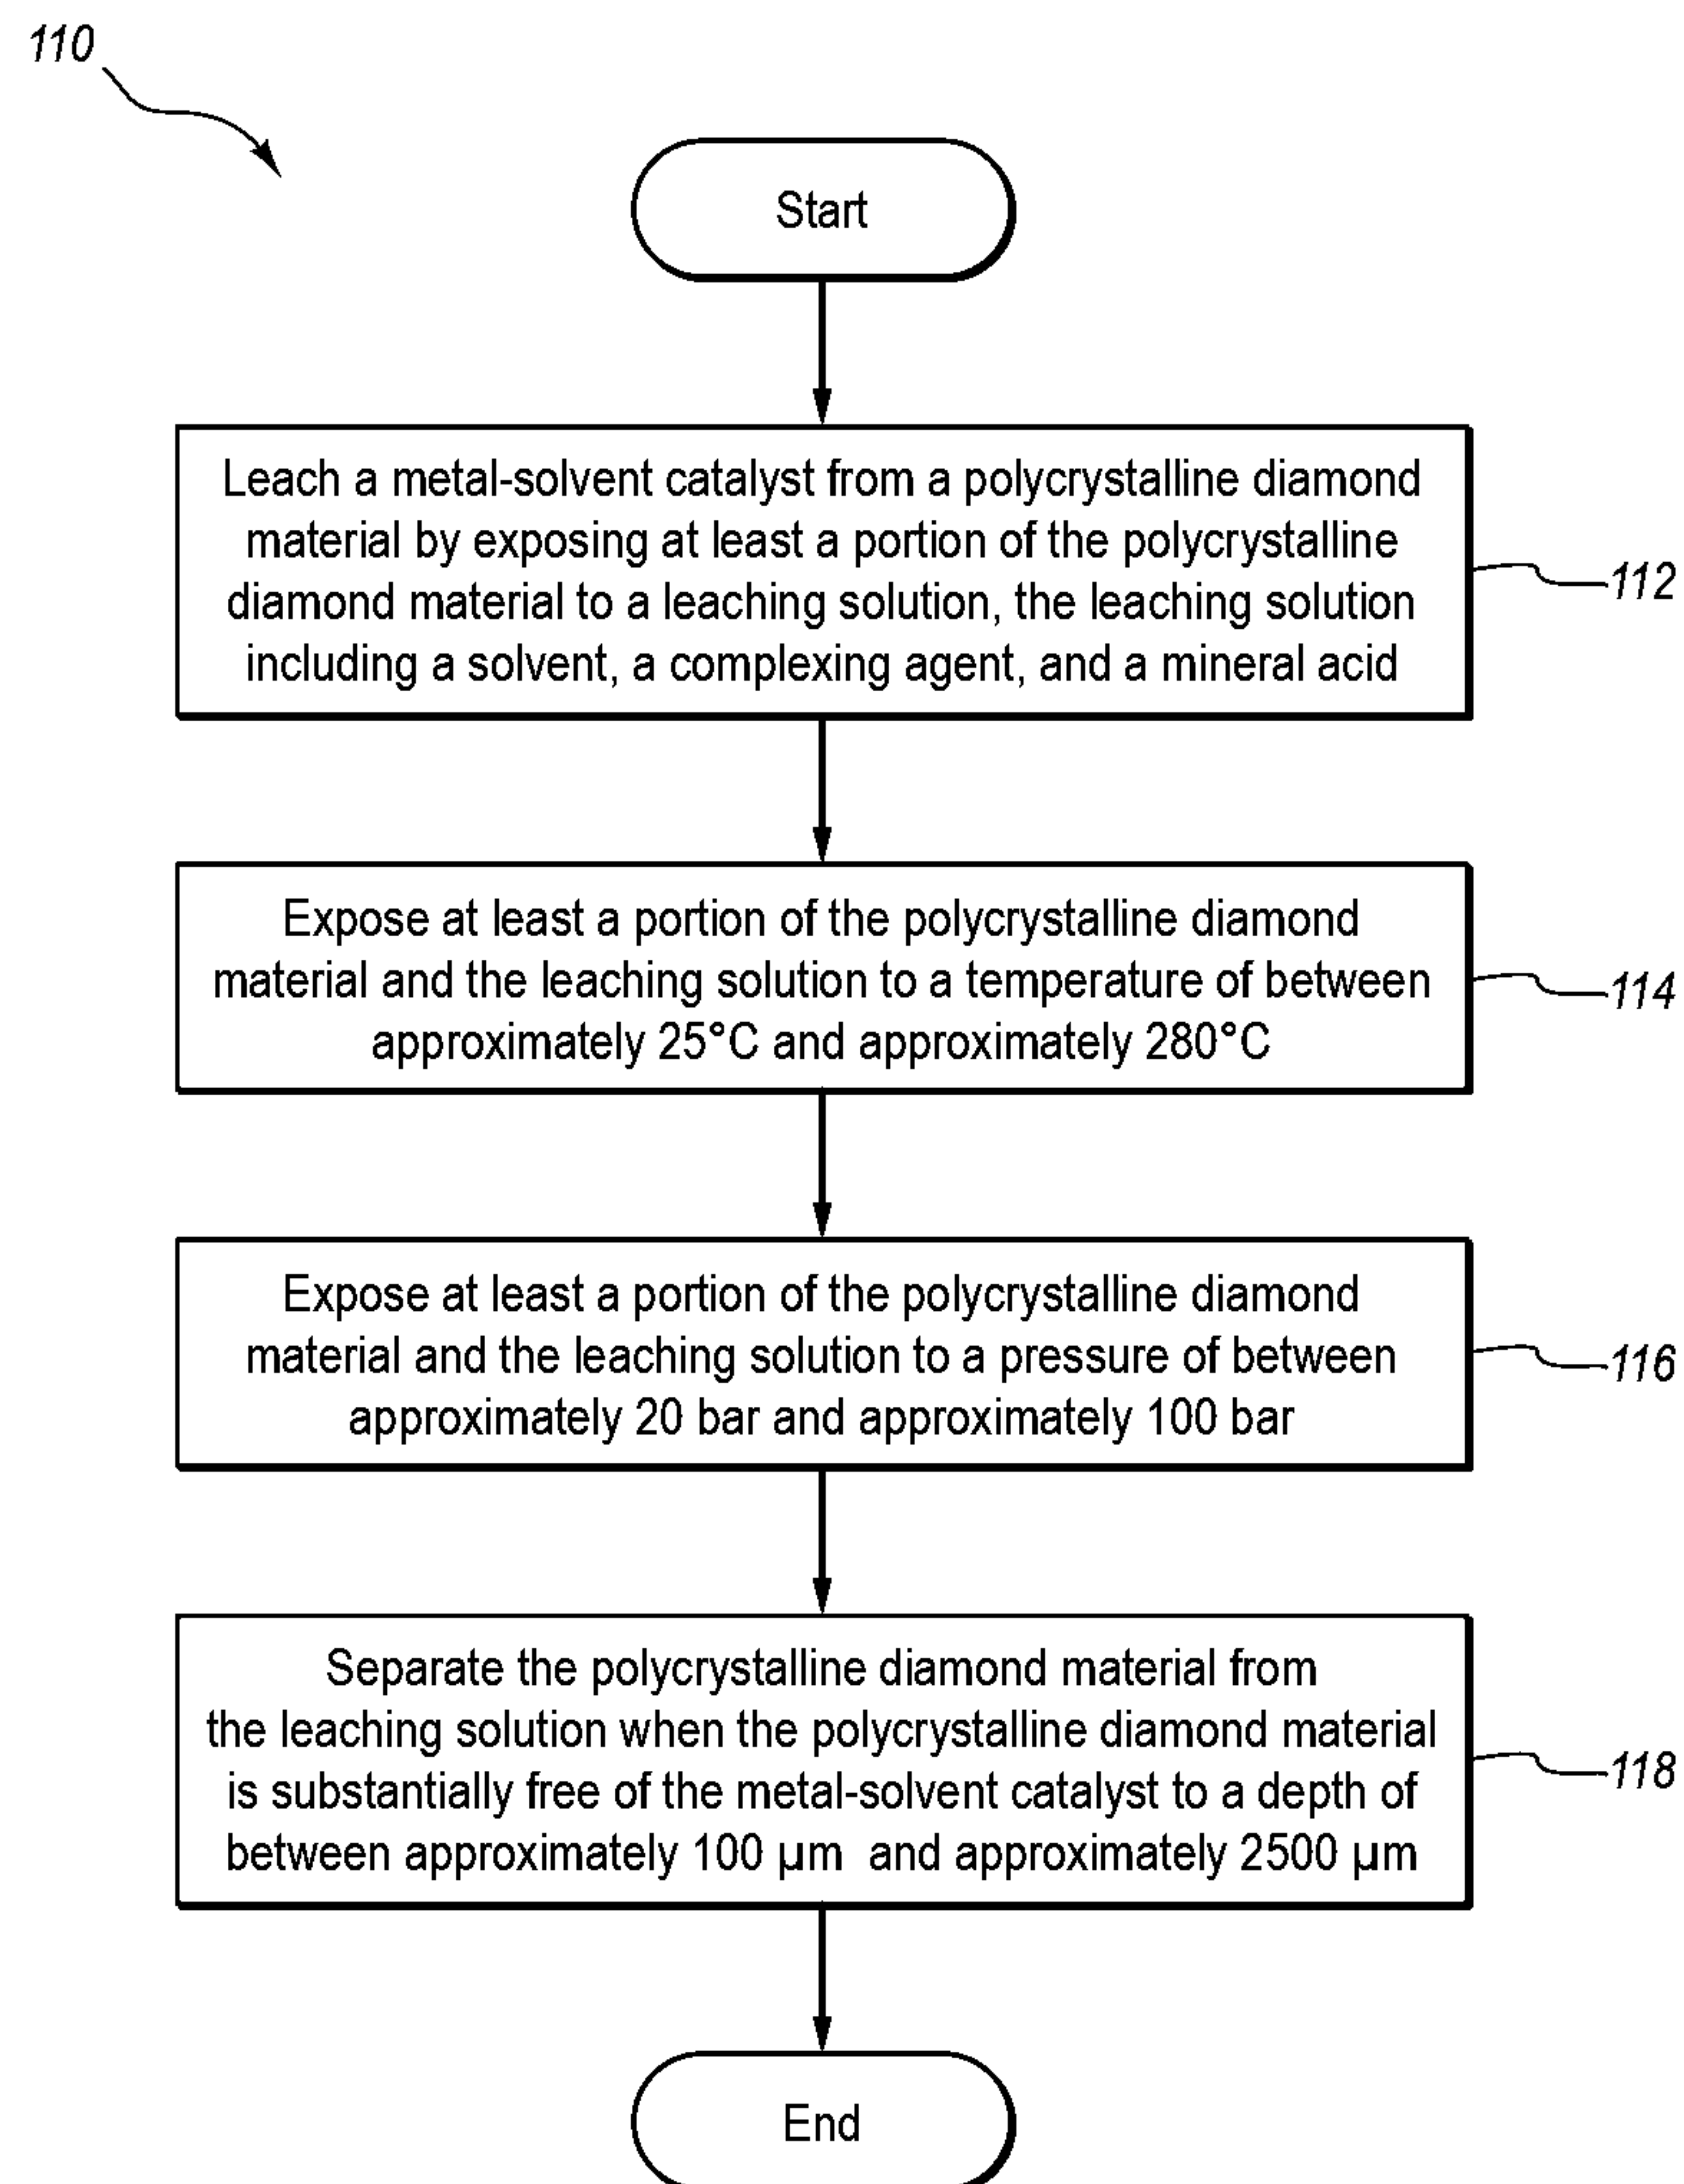 110
Start
Leach a metal-solvent catalyst from a polycrystalline diamond
material by exposing at least a portion of the polycrystalline
diamond material to a leaching solution, the leaching solution
including a solvent, a complexing agent, and a mineral acid
112
Expose at least a portion of the polycrystalline diamond
material and the leaching solution to a temperature of between
approximately 25°C and approximately 280°C
114
Expose at least a portion of the polycrystalline diamond
material and the leaching solution to a pressure of between
approximately 20 bar and approximately 100 bar
116
Separate the polycrystalline diamond material from
the leaching solution when the polycrystalline diamond material
is substantially free of the metal-solvent catalyst to a depth of
between approximately 100 µm and approximately 2500 µm
118
End